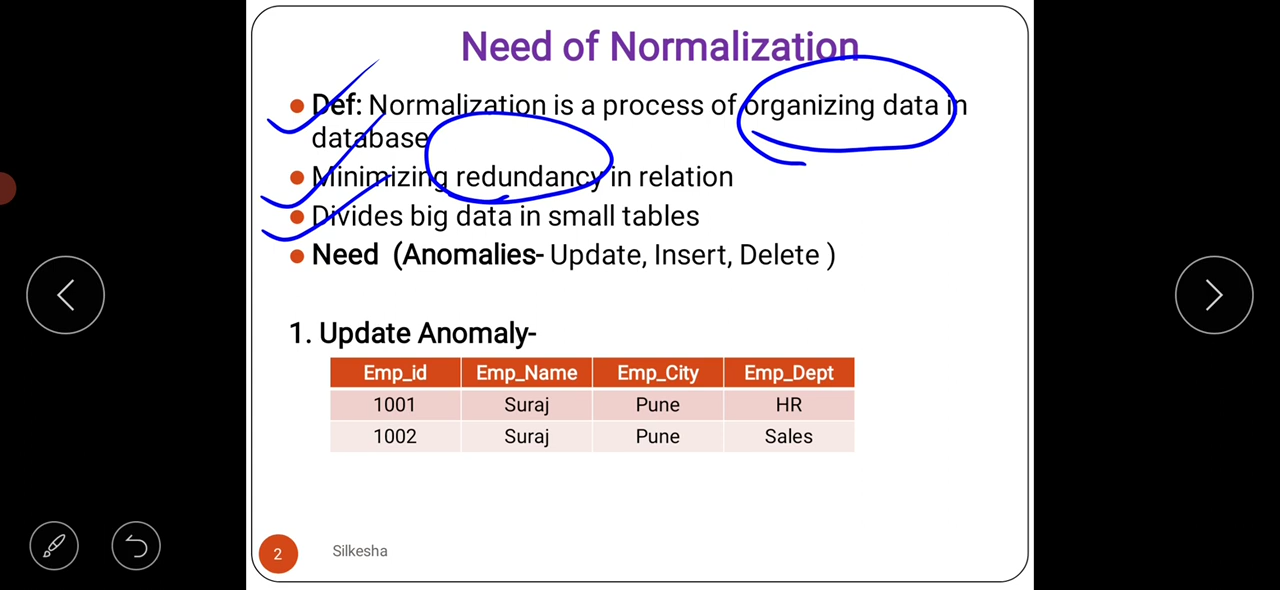 Need of Normalization
Def: Normalization is a process of organizing data in
database
Minimizing redundancy in relation
Divides big data in small tables
Need (Anomalies- Update, Insert, Delete )
1. Update Anomaly-
Emp_id Emp_Name Emp_City Emp_Dept
1001 Suraj Pune HR
1002 Suraj Pune Sales
2 Silkesha